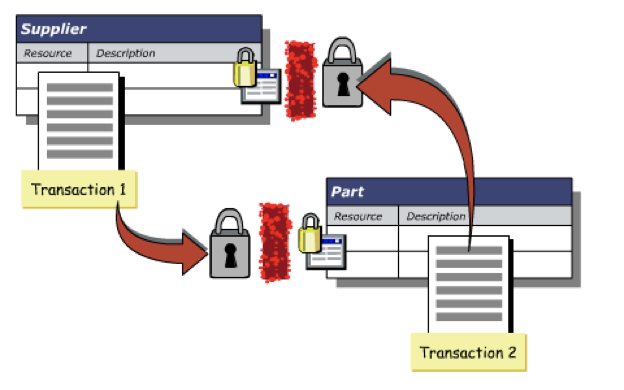 Supplier
Resource Description
Transaction 1
Part
Resource Description
Transaction 2